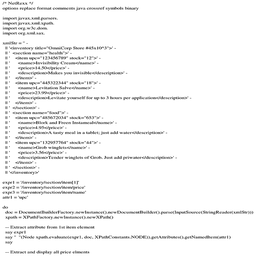 /* NetRexx */
options replace format comments java crossref symbols binary
import javax.xml.parsers.
import javax.xml.xpath.
import org.w3c.dom.
import org.xml.sax.
xmlStr = '' -
|| '<inventory title="OmniCorp Store #45x10^3">' -
|| ' <section name="health">' -
|| ' <item upc="123456789" stock="12">' -
|| ' <name>Invisibility Cream</name>' -
|| ' <price>14.50</price>' -
|| ' <description>Makes you invisible</description>' -
|| ' </item>' -
|| ' <item upc="445322344" stock="18">' -
|| ' <name>Levitation Salve</name>' -
|| ' <price>23.99</price>' -
|| ' <description>Levitate yourself for up to 3 hours per application</description>' -
|| ' </item>' -
|| ' </section>' -
|| ' <section name="food">' -
|| ' <item upc="485672034" stock="653">' -
|| ' <name>Blork and Freen Instameal</name>' -
|| ' <price>4.95</price>' -
|| ' <description>A tasty meal in a tablet; just add water</description>' -
|| ' </item>' -
|| ' <item upc="132957764" stock="44">' -
|| ' <name>Grob winglets</name>' -
|| ' <price>3.56</price>' -
|| ' <description>Tender winglets of Grob. Just add priwater</description>' -
|| ' </item>' -
|| ' </section>' -
|| '</inventory>'
expr1 = '/inventory/section/item[1]'
expr2 = '/inventory/section/item/price'
expr3 = '/inventory/section/item/name'
attr1 = 'upc'
do
doc = DocumentBuilderFactory.newInstance().newDocumentBuilder().parse(InputSource(StringReader(xmlStr)))
xpath = XPathFactory.newInstance().newXPath()
-- Extract attribute from 1st item element
say expr1
say ' '(Node xpath.evaluate(expr1, doc, XPathConstants.NODE)).getAttributes().getNamedItem(attr1)
say
-- Extract and display all price elments